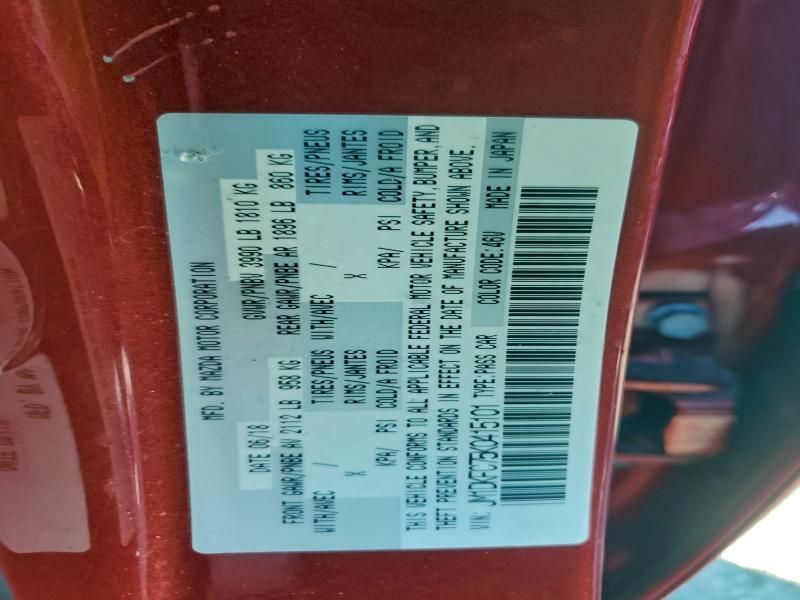 MFD. BY MAZDA MOTOR CORPORATION
DATE 06/18 GVWR/PNBV 3990 LB 1810 KG
FRONT GAWR/PNBE AV 2112 LB 958 KG REAR GAWR/PNBE AR 1896 LB 860 KG
WITH/AVEC / TIRES/PNEUS WITH/AVEC / TIRES/PNEUS
X RIMS/JANTES X RIMS/JANTES
KPA/ PSI COLD/A FROID KPA/ PSI COLD/A FROID
THIS VEHICLE CONFORMS TO ALL APPLICABLE FEDERAL MOTOR VEHICLE SAFETY, BUMPER, AND
THEFT PREVENTION STANDARDS IN EFFECT ON THE DATE OF MANUFACTURE SHOWN ABOVE.
VIN: JM1DKFC75K0415101 TYPE:PASS CAR COLOR CODE:46V MADE IN JAPAN